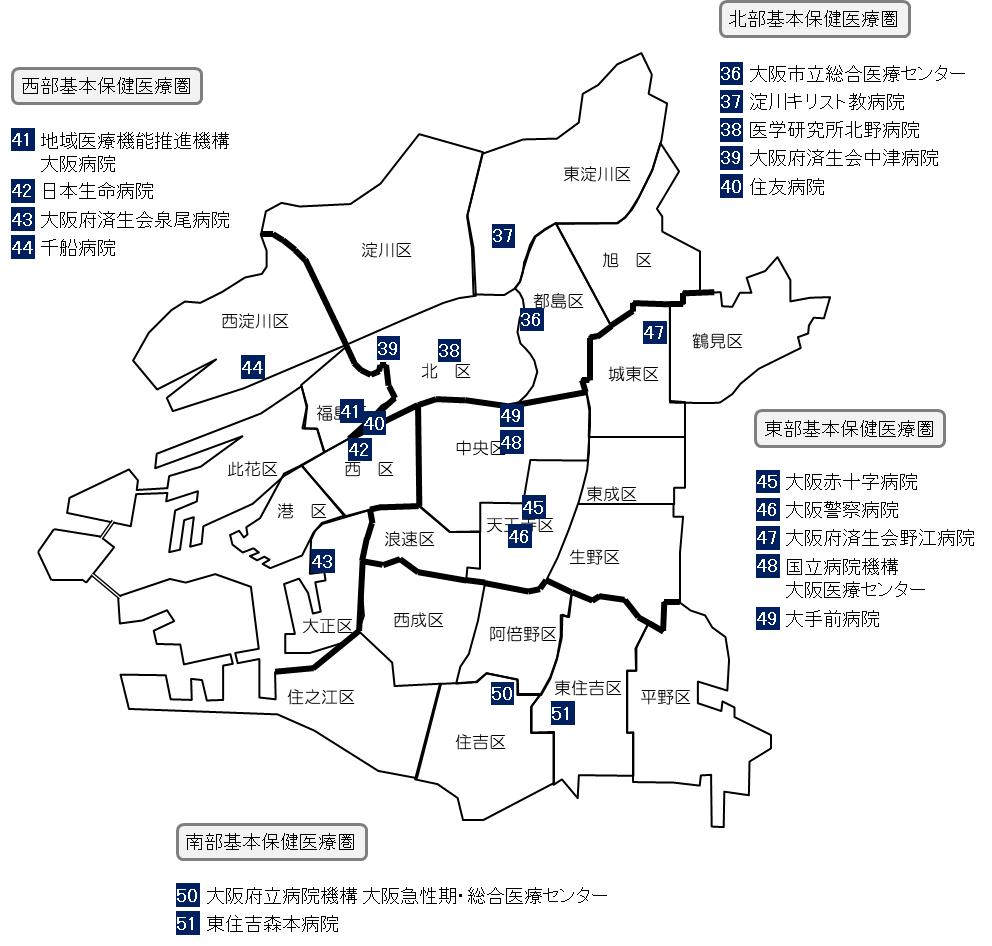 北部基本保健医療圏
36 大阪市立総合医療センター
37 淀川キリスト教病院
38 医学研究所北野病院
39 大阪府済生会中津病院
40 住友病院
西部基本保健医療圏
41 地域医療機能推進機構
大阪病院
42 日本生命病院
43 大阪府済生会泉尾病院
44 千船病院
東淀川区
37
淀川区
旭 区
都島区
36
西淀川区
47
鶴見区
39
38
44
北 区
城東区
福島
41
40
49
中央区
48
42
西 区
此花区
東成区
港 区
45
天王寺区
46
浪速区
43
生野区
大正区
西成区
阿倍野区
住之江区
50
東住吉区
平野区
51
住吉区
東部基本保健医療圏
45 大阪赤十字病院
46 大阪警察病院
47 大阪府済生会野江病院
48 国立病院機構
大阪医療センター
49 大手前病院
南部基本保健医療圏
50 大阪府立病院機構 大阪急性期・総合医療センター
51 東住吉森本病院